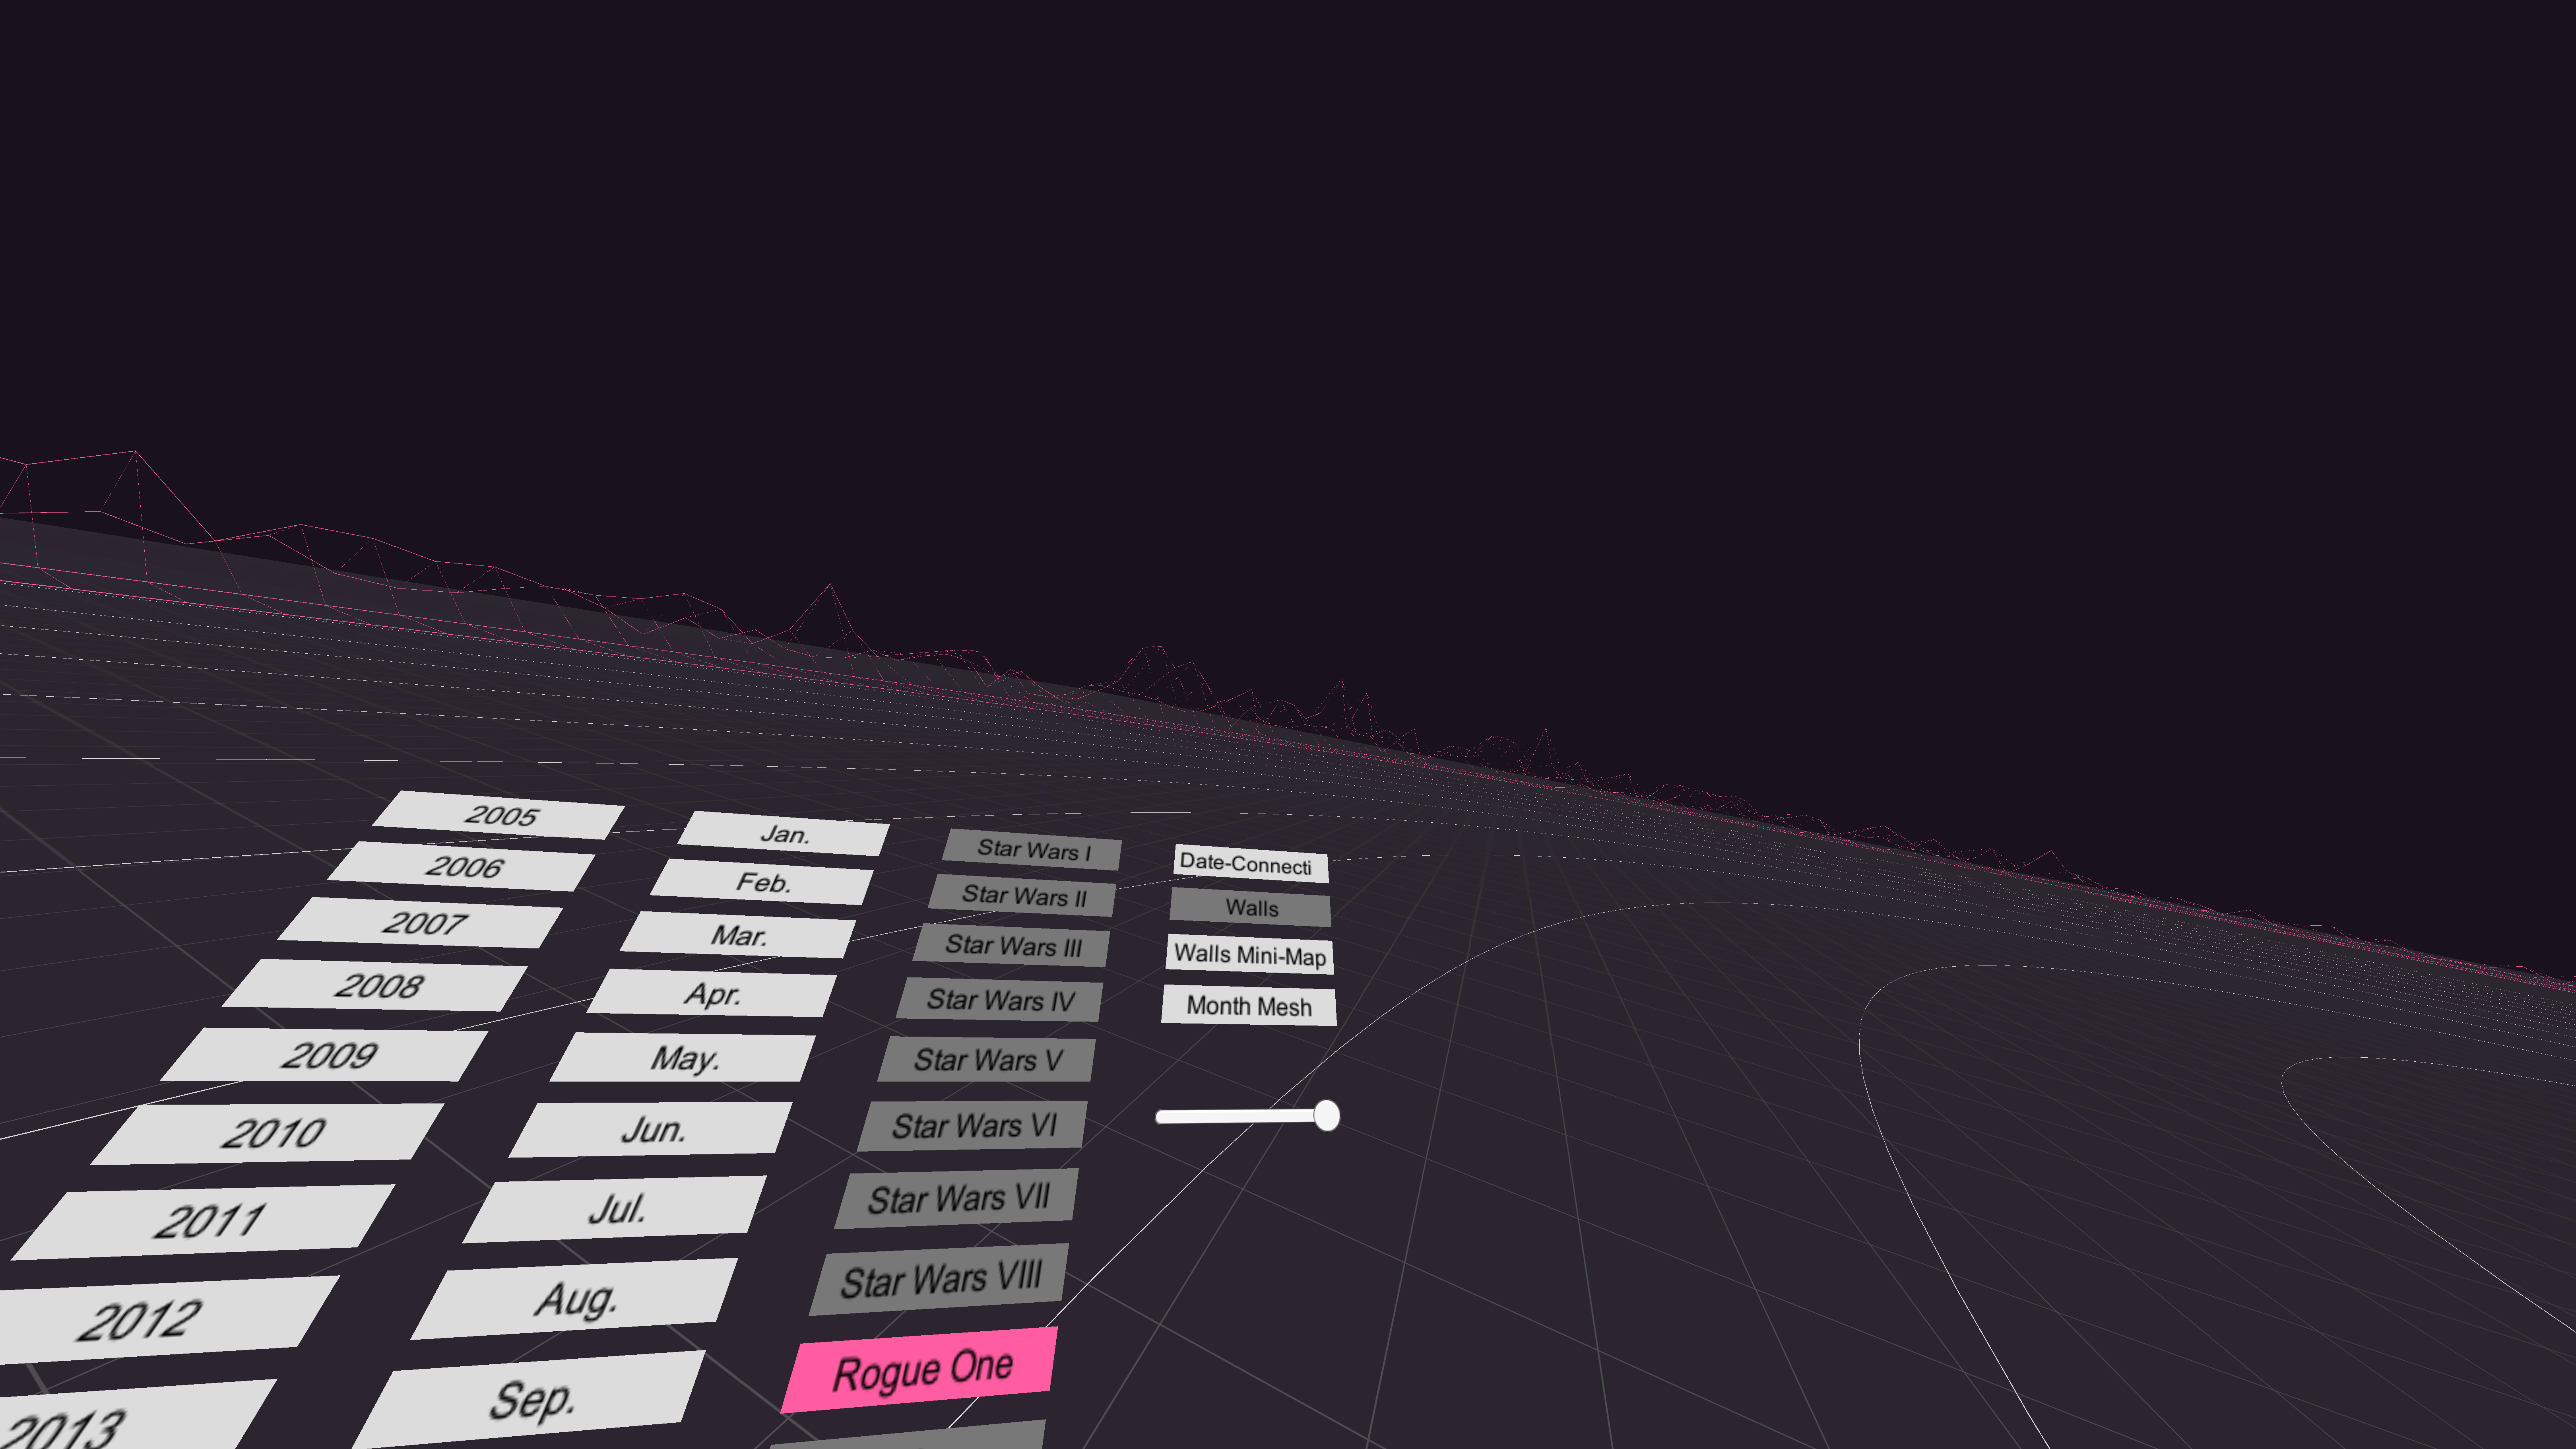 2005
2006
2007
2008
2009
2010
2011
2012
2013
Jan.
Feb.
Mar.
Apr.
May.
Jun.
Jul.
Aug.
Sep.
Star Wars I
Star Wars II
Star Wars III
Star Wars IV
Star Wars V
Star Wars VI
Star Wars VII
Star Wars VIII
Rogue One
Date-Connecti
Walls
Walls Mini-Map
Month Mesh